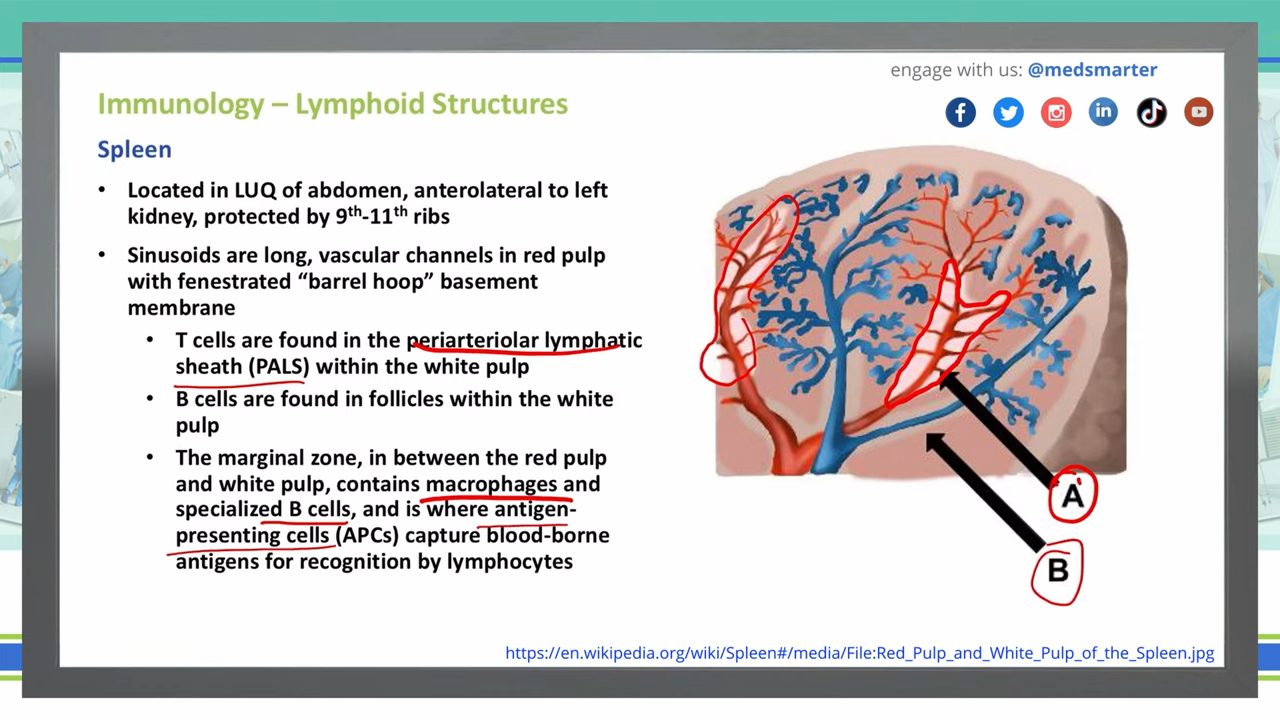 engage with us: @medsmarter
Immunology – Lymphoid Structures
Spleen
• Located in LUQ of abdomen, anterolateral to left
kidney, protected by 9th-11th ribs
• Sinusoids are long, vascular channels in red pulp
with fenestrated “barrel hoop” basement
membrane
• T cells are found in the periarteriolar lymphatic
sheath (PALS) within the white pulp
• B cells are found in follicles within the white
pulp
• The marginal zone, in between the red pulp
and white pulp, contains macrophages and
specialized B cells, and is where antigen-
presenting cells (APCs) capture blood-borne
antigens for recognition by lymphocytes
A
B
https://en.wikipedia.org/wiki/Spleen#/media/File:Red_Pulp_and_White_Pulp_of_the_Spleen.jpg